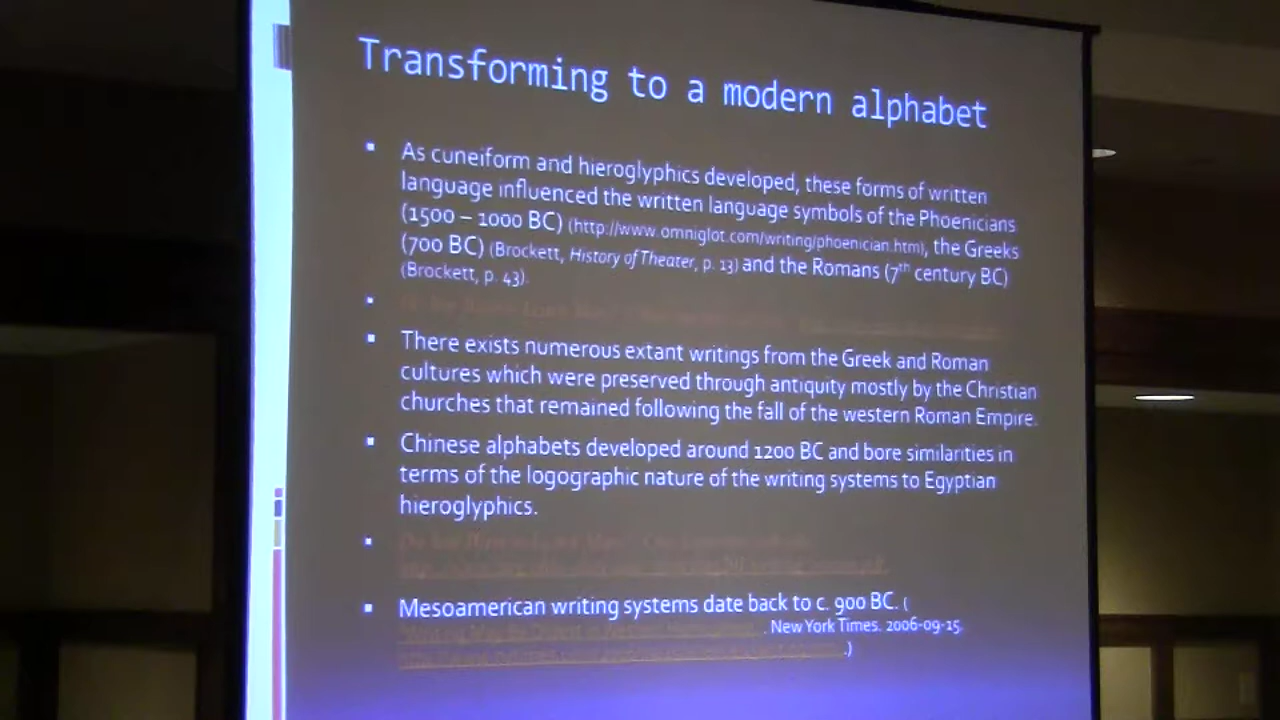 Transforming to a modern alphabet
▪ As cuneiform and hieroglyphics developed, these forms of written
language influenced the written language symbols of the Phoenicians
(1500 – 1000 BC) (http://www.omniglot.com/writing/phoenician.htm), the Greeks
(700 BC) (Brockett, History of Theater, p. 13) and the Romans (7th century BC)
(Brockett, p. 43).
▪ There exists numerous extant writings from the Greek and Roman
cultures which were preserved through antiquity mostly by the Christian
churches that remained following the fall of the western Roman Empire.
▪ Chinese alphabets developed around 1200 BC and bore similarities in
terms of the logographic nature of the writing systems to Egyptian
hieroglyphics.
▪ Mesoamerican writing systems date back to c. 900 BC. (
. New York Times. 2006-09-15.
.)